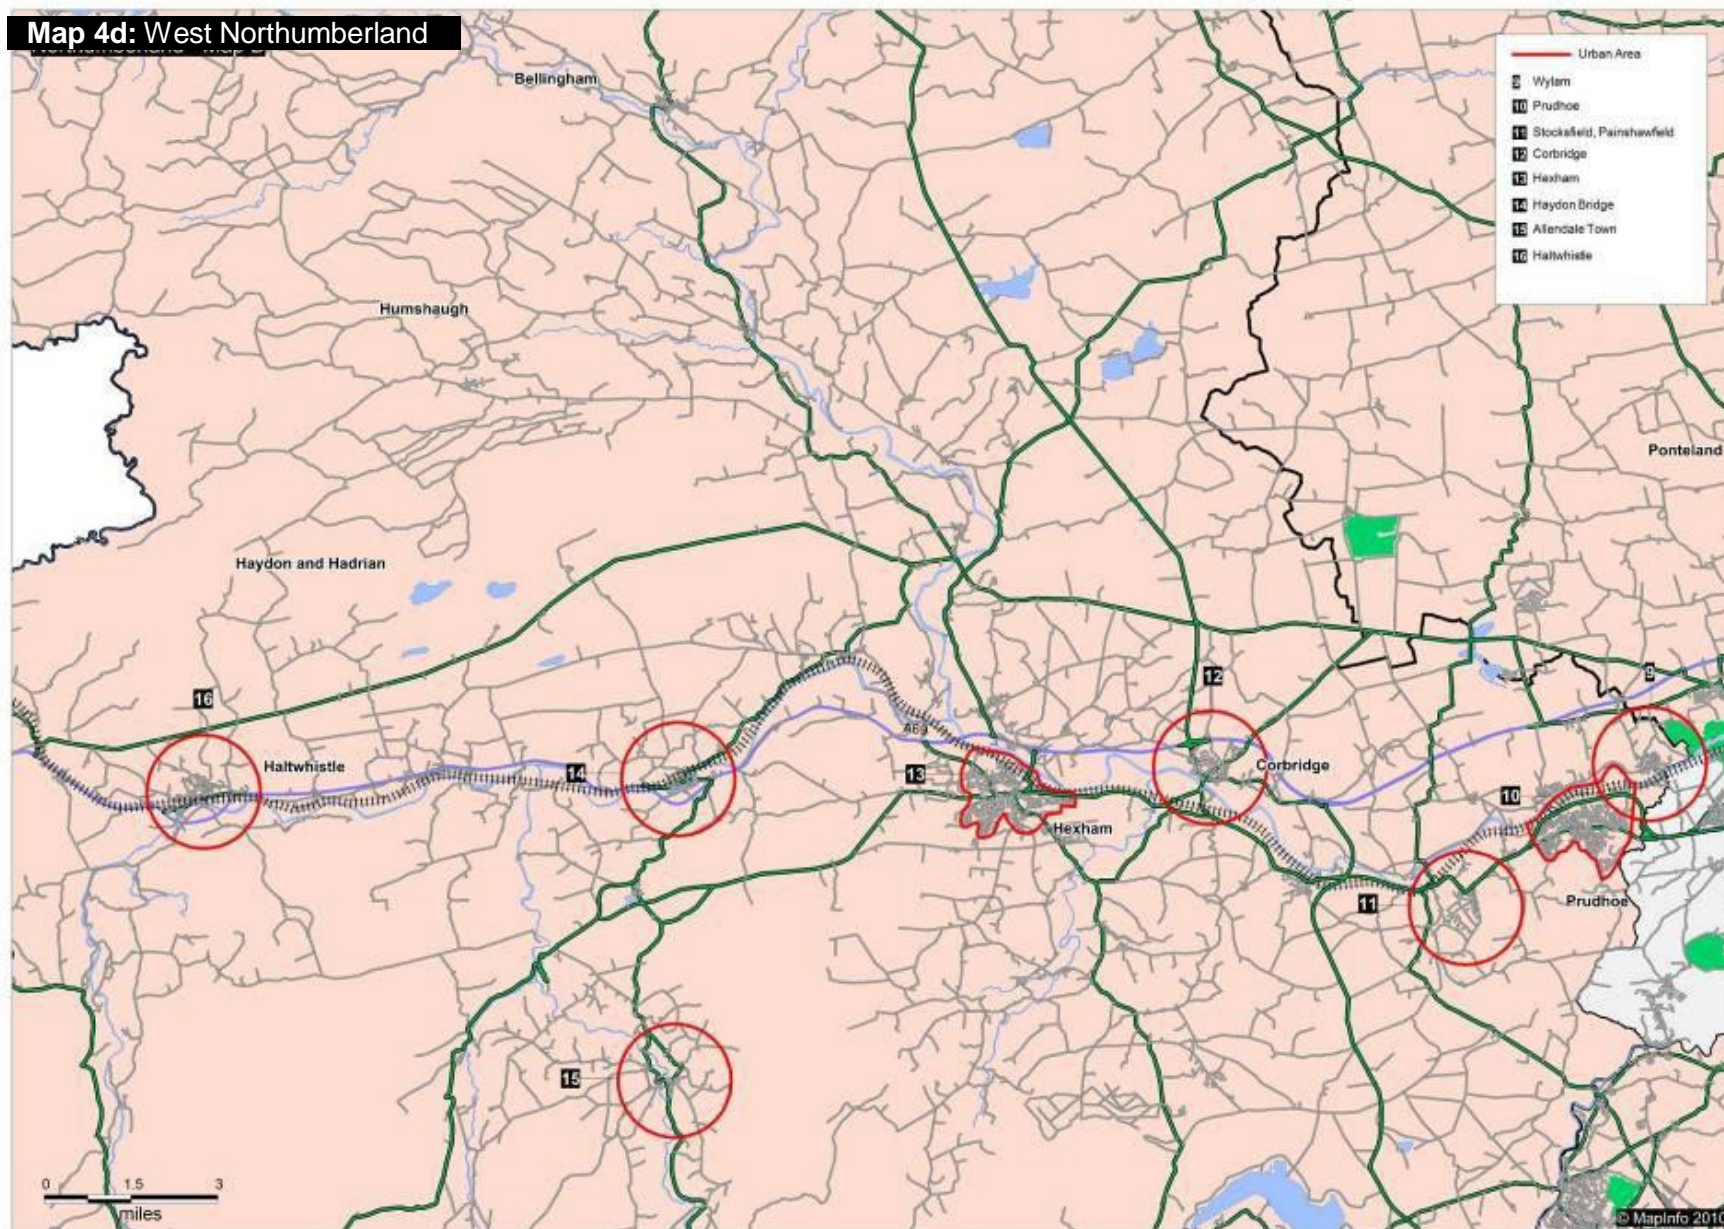 Map 4d: West Northumberland
Bellingham
Urban Area
9 Wylam
10 Prudhoe
11 Stocksfield, Painshawfield
12 Corbridge
13 Hexham
14 Haydon Bridge
15 Allendale Town
16 Haltwhistle
Humshaugh
Ponteland
Haydon and Hadrian
9
12
16
A69
Haltwhistle
14
13
Corbridge
10
Hexham
11
Prudhoe
15
0 1.5 3
miles
© MapInfo 2010